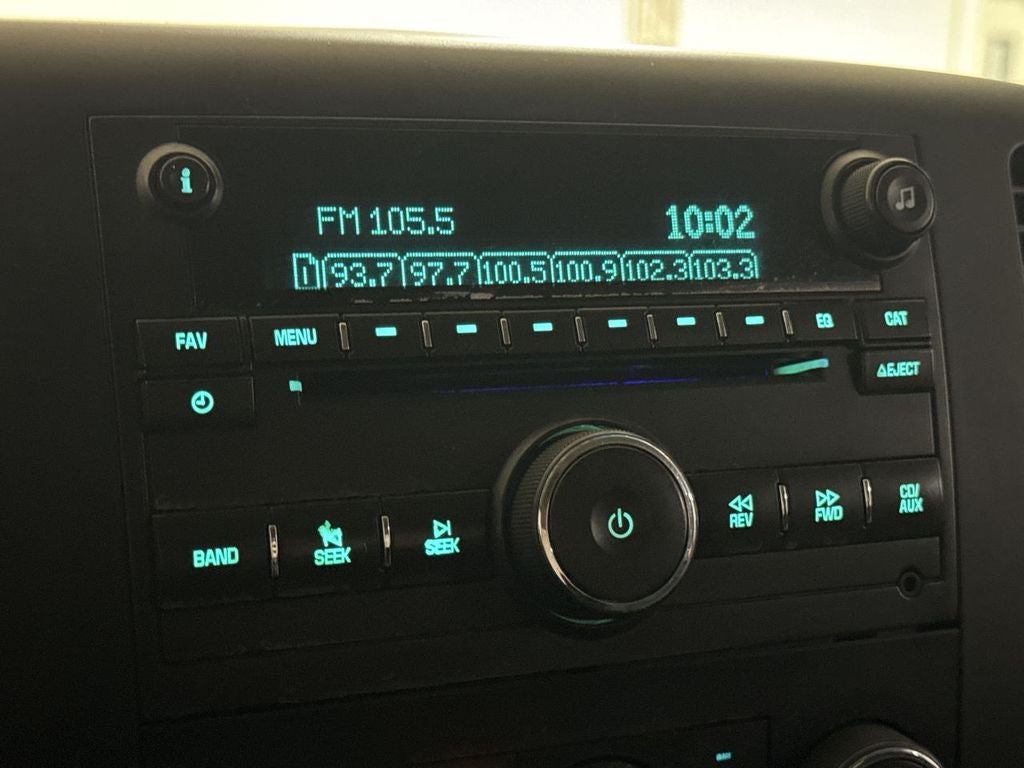 i
FM 105.5 10:02
1 93.7 97.7 100.5 100.9 102.3 103.3
FAV MENU EQ CAT
EJECT
BAND SEEK SEEK REV FWD CD/
AUX